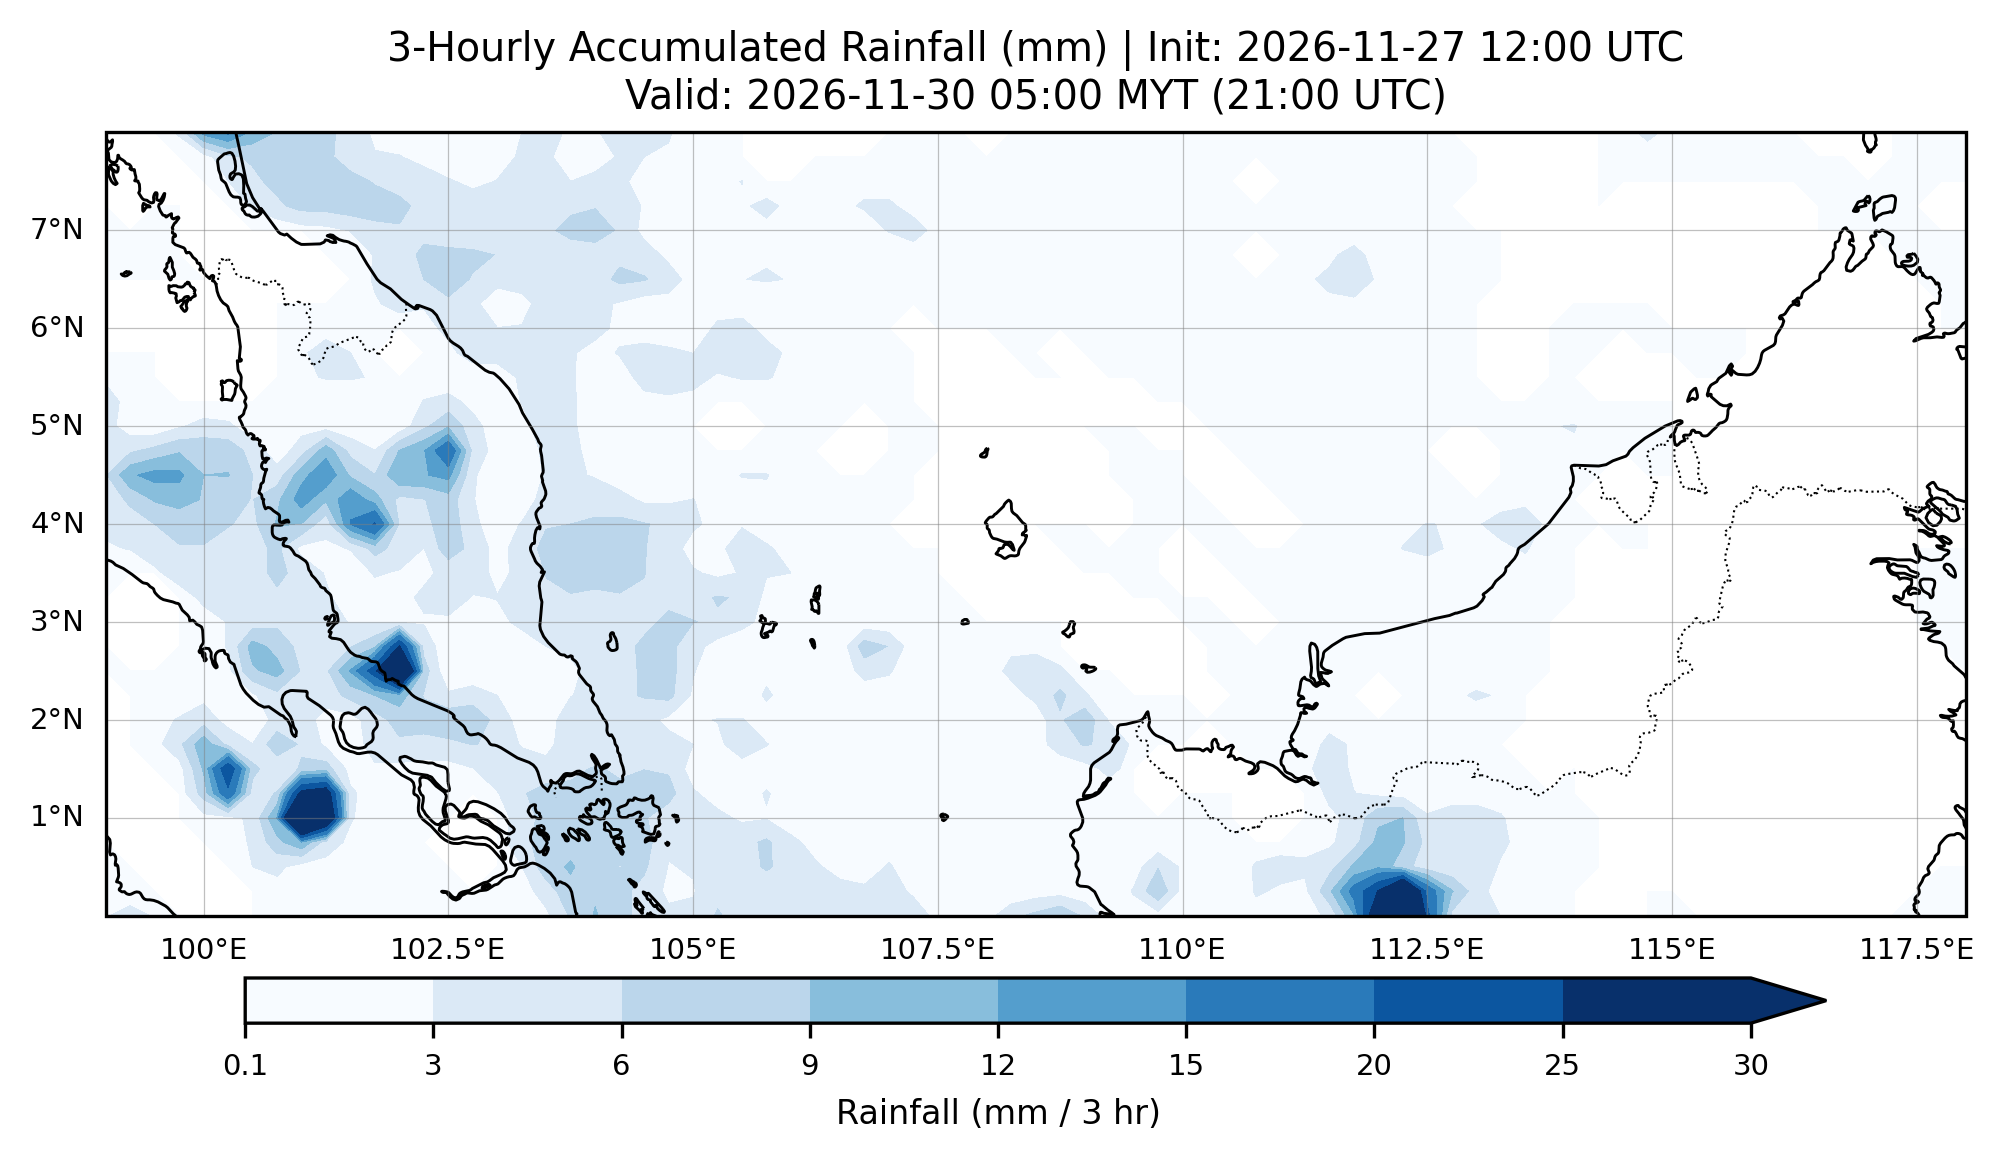 3-Hourly Accumulated Rainfall (mm) | Init: 2026-11-27 12:00 UTC
Valid: 2026-11-30 05:00 MYT (21:00 UTC)
7°N
6°N
5°N
4°N
3°N
2°N
1°N
100°E 102.5°E 105°E 107.5°E 110°E 112.5°E 115°E 117.5°E
0.1 3 6 9 12 15 20 25 30
Rainfall (mm / 3 hr)